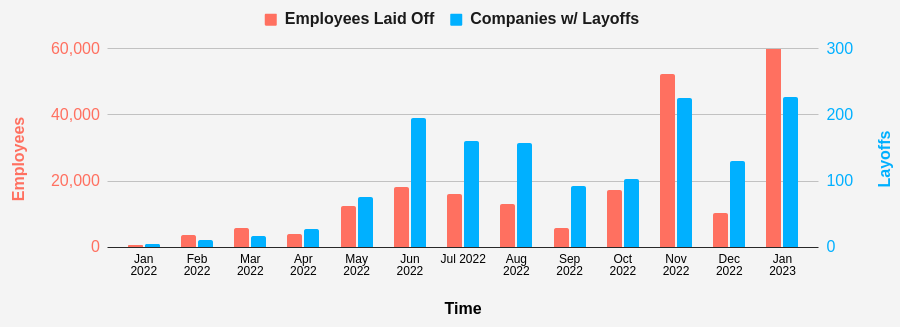 Employees Laid Off Companies w/ Layoffs
60,000
40,000
20,000
0
Employees
300
200
100
0
Layoffs
Jan 2022
Feb 2022
Mar 2022
Apr 2022
May 2022
Jun 2022
Jul 2022
Aug 2022
Sep 2022
Oct 2022
Nov 2022
Dec 2022
Jan 2023
Time